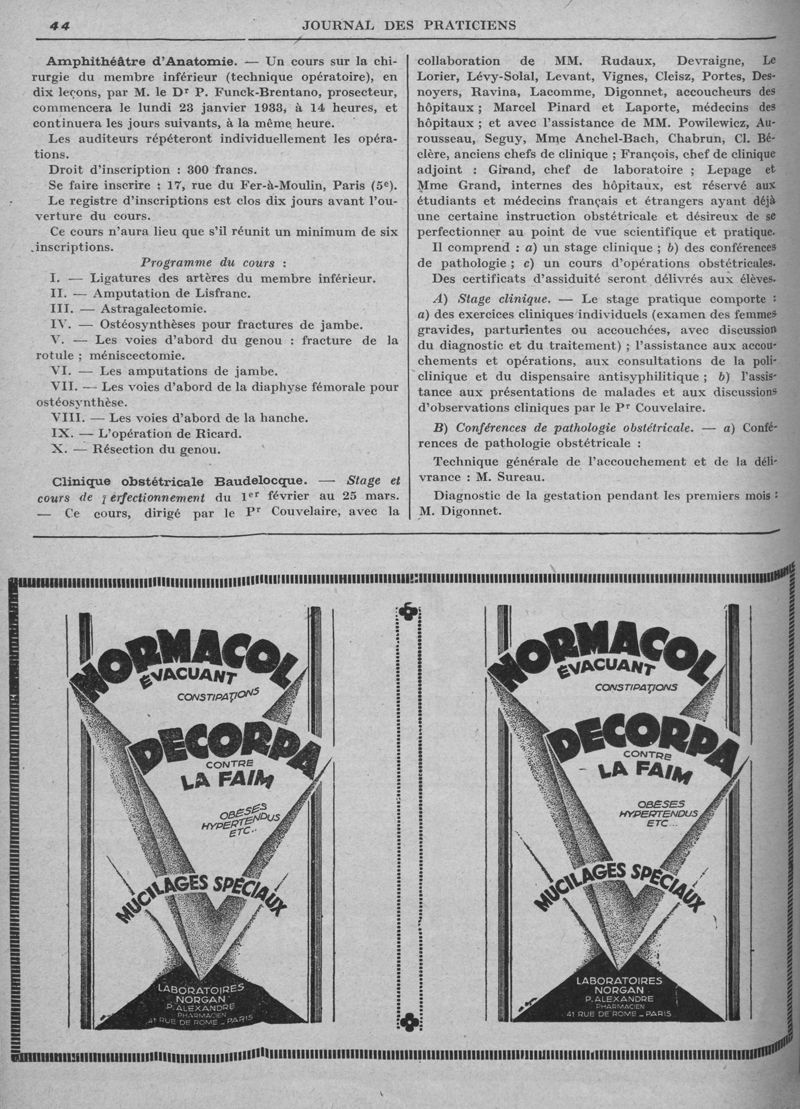 44
JOURNAL DES PRATICIENS
Amphithéâtre d'Anatomie. — Un cours sur la chi-
rurgie du membre inférieur (technique opératoire), en
dix leçons, par M. le Dr P. Funck-Brentano, prosecteur,
commencera le lundi 23 janvier 1933, à 14 heures, et
continuera les jours suivants, à la même heure.
Les auditeurs répéteront individuellement les opéra-
tions.
Droit d'inscription : 300 francs.
Se faire inscrire : 17, rue du Fer-à-Moulin, Paris (5e).
Le registre d'inscriptions est clos dix jours avant l'ou-
verture du cours.
Ce cours n'aura lieu que s'il réunit un minimum de six
inscriptions.
Programme du cours :
I. — Ligatures des artères du membre inférieur.
II. — Amputation de Lisfranc.
III. — Astragalectomie.
IV. — Ostéosynthèses pour fractures de jambe.
V. — Les voies d'abord du genou : fracture de la
rotule ; méniscectomie.
VI. — Les amputations de jambe.
VII. — Les voies d'abord de la diaphyse fémorale pour
ostéosynthèse.
VIII. — Les voies d'abord de la hanche.
IX. — L'opération de Ricard.
X. — Résection du genou.
Clinique obstétricale Baudelocque. — Stage et
cours de perfectionnement du 1er février au 25 mars.
— Ce cours, dirigé par le Pr Couvelaire, avec la
collaboration de MM. Rudaux, Devraigne, Le
Lorier, Lévy-Solal, Levant, Vignes, Cleisz, Portes, Des-
noyers, Ravina, Lacomme, Digonnet, accoucheurs des
hôpitaux ; Marcel Pinard et Laporte, médecins des
hôpitaux ; et avec l'assistance de MM. Powilewicz, Au-
rousseau, Seguy, Mme Anchel-Bach, Chabrun, Cl. Bé-
clère, anciens chefs de clinique ; François, chef de clinique
adjoint : Girand, chef de laboratoire ; Lepage et
Mme Grand, internes des hôpitaux, est réservé aux
étudiants et médecins français et étrangers ayant déjà
une certaine instruction obstétricale et désireux de se
perfectionner au point de vue scientifique et pratique.
Il comprend : a) un stage clinique ; b) des conférences
de pathologie ; c) un cours d'opérations obstétricales.
Des certificats d'assiduité seront délivrés aux élèves.
A) Stage clinique. — Le stage pratique comporte :
a) des exercices cliniques individuels (examen des femmes
gravides, parturientes ou accouchées, avec discussion
du diagnostic et du traitement) ; l'assistance aux accou-
chements et opérations, aux consultations de la poli-
clinique et du dispensaire antisyphilitique ; b) l'assis-
tance aux présentations de malades et aux discussions
d'observations cliniques par le Pr Couvelaire.
B) Conférences de pathologie obstétricale. — a) Confé-
rences de pathologie obstétricale :
Technique générale de l'accouchement et de la déli-
vrance : M. Sureau.
Diagnostic de la gestation pendant les premiers mois :
M. Digonnet.
NORMACOL
ÉVACUANT
CONSTIPATIONS
DECORPA
CONTRE
LA FAIM
OBÈSES
HYPERTENDUS
ETC..
MUCILAGES SPECIAUX
LABORATOIRES
NORGAN
P. ALEXANDRE
PHARMACIEN
41 RUE DE ROME _ PARIS
NORMACOL
ÉVACUANT
CONSTIPATIONS
DECORPA
CONTRE
LA FAIM
OBÈSES
HYPERTENDUS
ETC...
MUCILAGES SPECIAUX
LABORATOIRES
NORGAN
P. ALEXANDRE
PHARMACIEN
41 RUE DE ROME _ PARIS